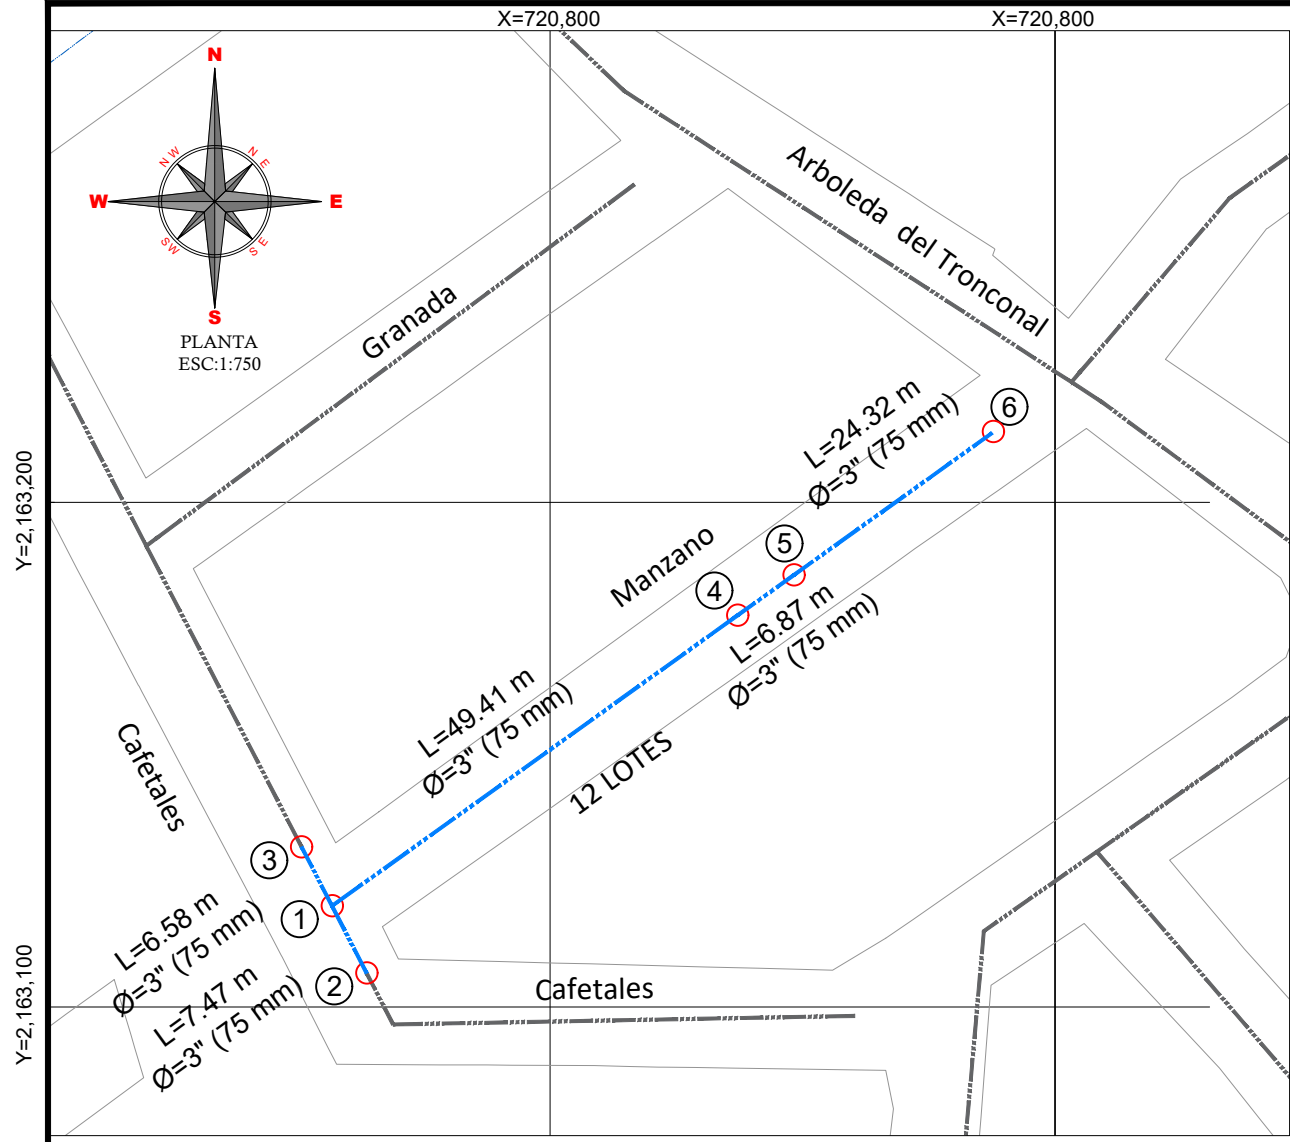 X=720,800
X=720,800
N
NW
NE
W
E
SW
SE
S
PLANTA
ESC:1:750
Arboleda del Tronconal
Granada
L=24.32 m
Ø=3" (75 mm)
6
Y=2,163,200
Manzano
5
4
L=6.87 m
Ø=3" (75 mm)
L=49.41 m
Ø=3" (75 mm)
12 LOTES
Cafetales
3
1
L=6.58 m
Ø=3" (75 mm)
2
L=7.47 m
Ø=3" (75 mm)
Cafetales
Y=2,163,100